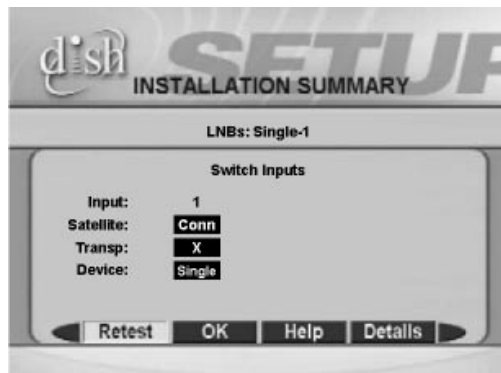 dish SETUP
INSTALLATION SUMMARY
LNBs: Single-1
Switch Inputs
Input: 1
Satellite: Conn
Transp: X
Device: Single
Retest OK Help Details